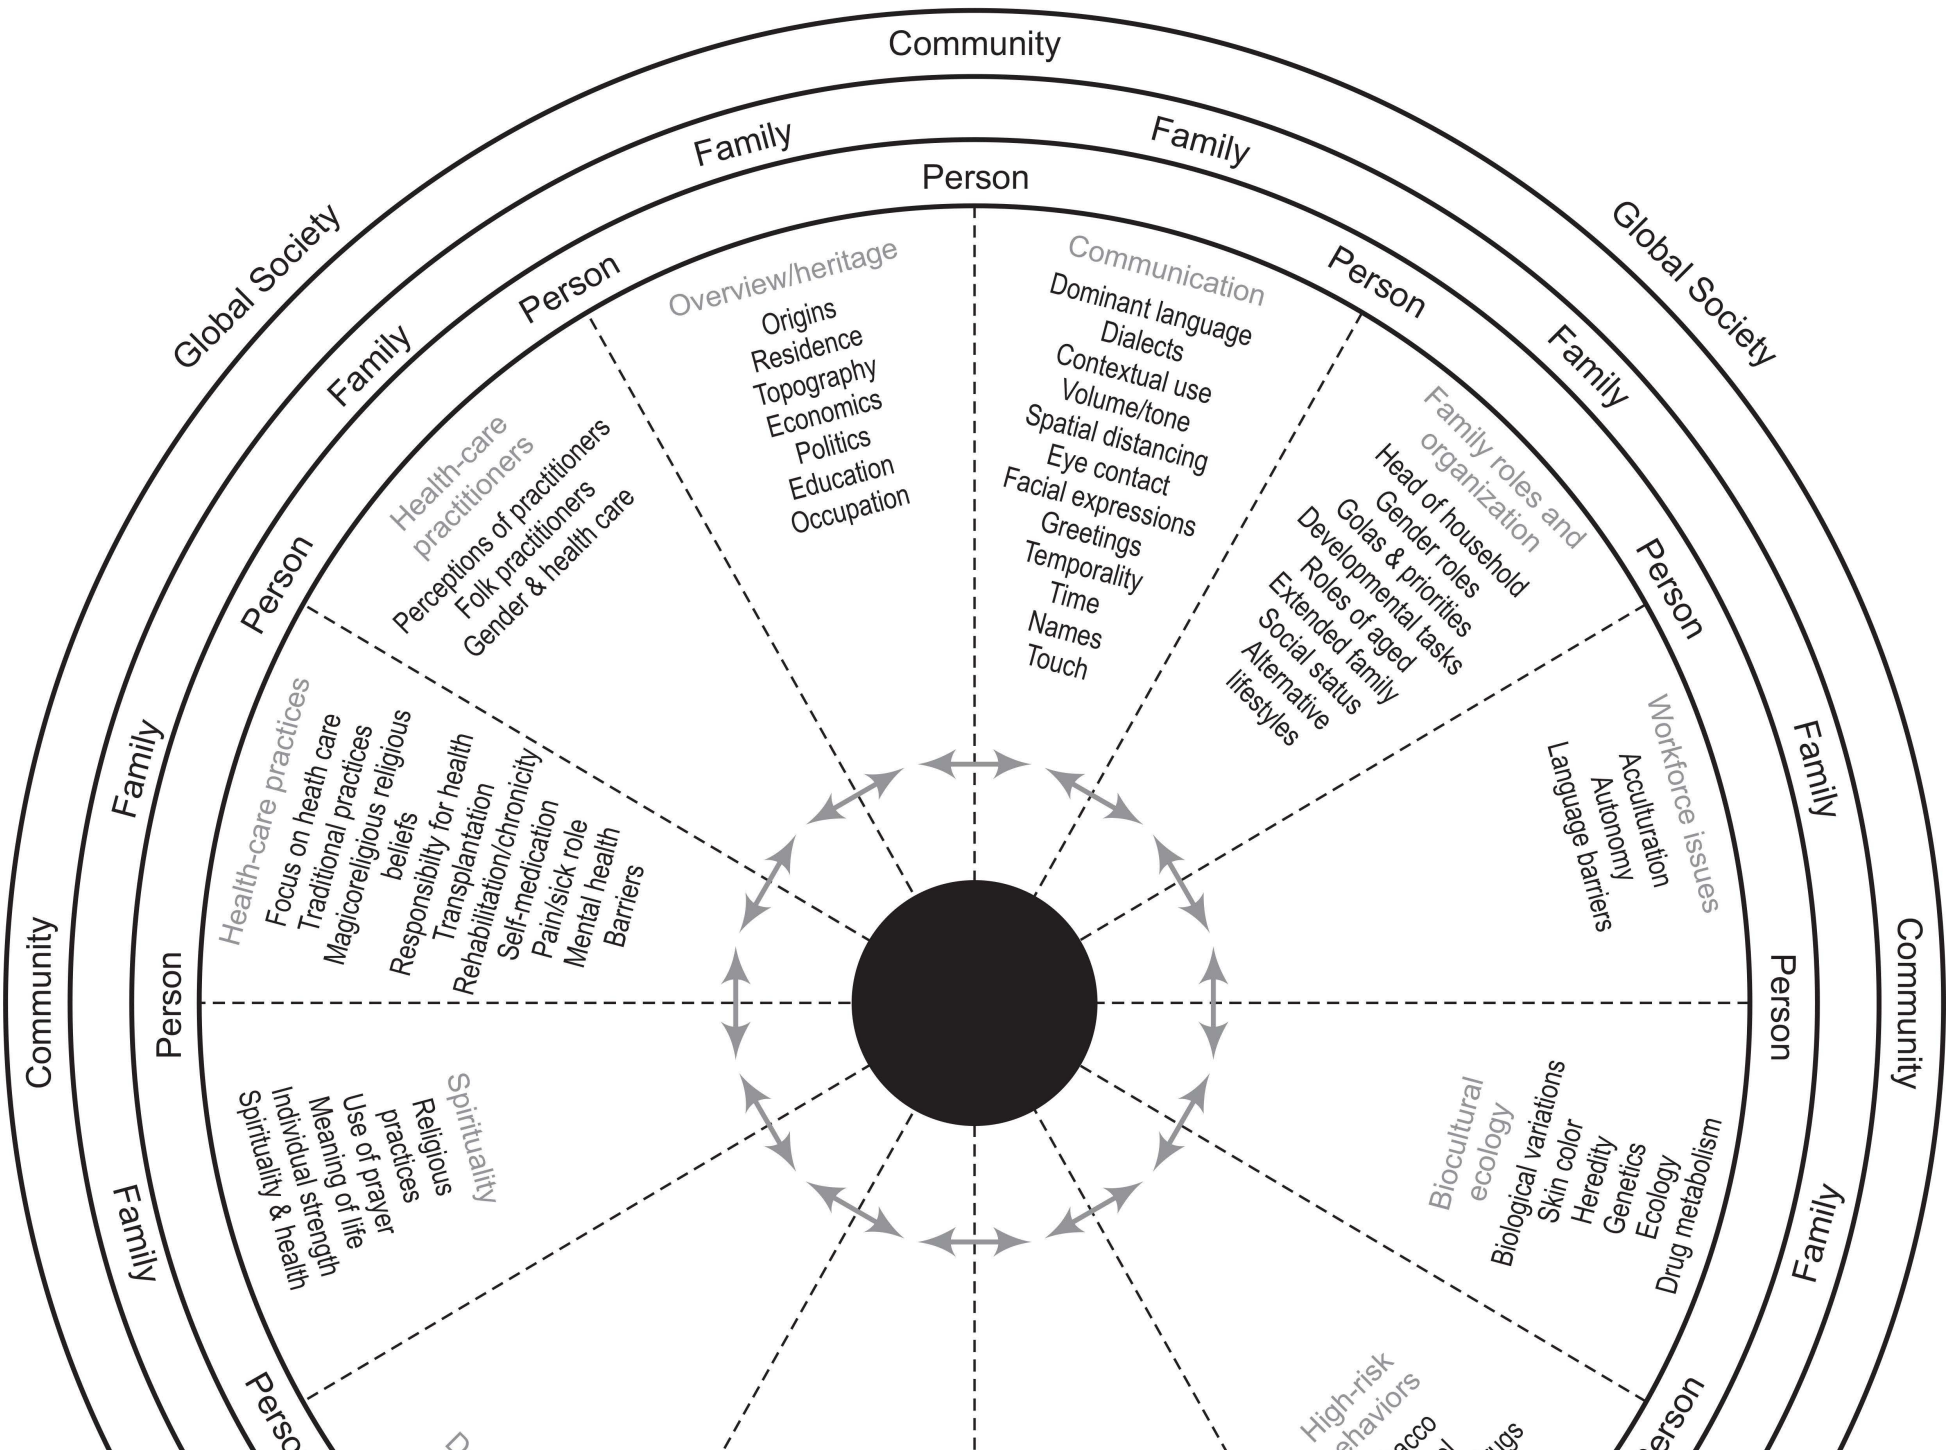 Community
Family
Family
Person
Global Society
Global Society
Person
Person
Family
Family
Overview/heritage
Origins
Residence
Topography
Economics
Politics
Education
Occupation
Communication
Dominant language
Dialects
Contextual use
Volume/tone
Spatial distancing
Eye contact
Facial expressions
Greetings
Temporality
Time
Names
Touch
Family roles and
organization
Head of household
Gender roles
Golas & priorities
Developmental tasks
Roles of aged
Extended family
Social status
Alternative
lifestyles
Person
Workforce issues
Acculturation
Autonomy
Language barriers
Family
Person
Community
Biocultural
ecology
Biological variations
Skin color
Heredity
Genetics
Ecology
Drug metabolism
Family
High-risk
Health-care
practitioners
Perceptions of practitioners
Folk practitioners
Gender & health care
Person
Health-care practices
Focus on health care
Traditional practices
Magicoreligious religious
beliefs
Responsibilty for health
Transplantation
Rehabilitation/chronicity
Self-medication
Pain/sick role
Mental health
Barriers
Family
Person
Community
Spirituality
Religious
practices
Use of prayer
Meaning of life
Individual strength
Spirituality & health
Family